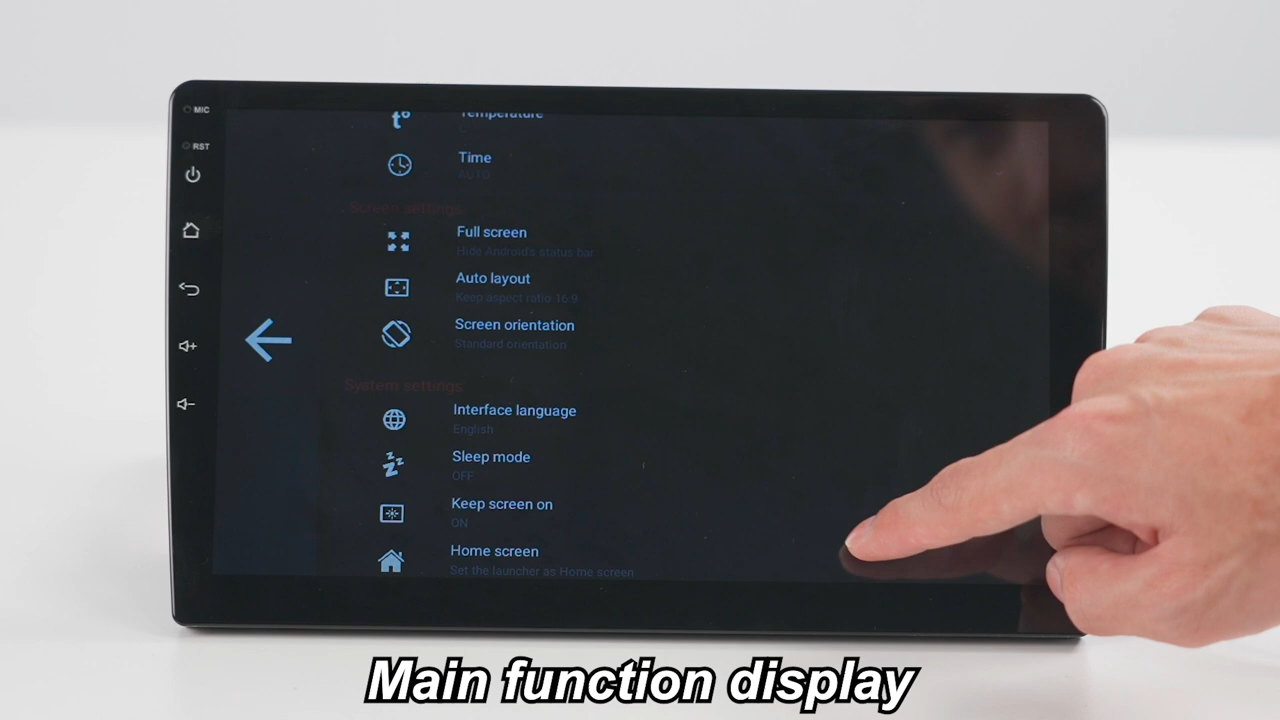 MIC
RST
Temperature
Time
AUTO
Screen settings
Full screen
Hide Android's status bar
Auto layout
Keep aspect ratio 16:9
Screen orientation
Standard orientation
System settings
Interface language
English
Sleep mode
OFF
Keep screen on
ON
Home screen
Set the launcher as Home screen
Main function display